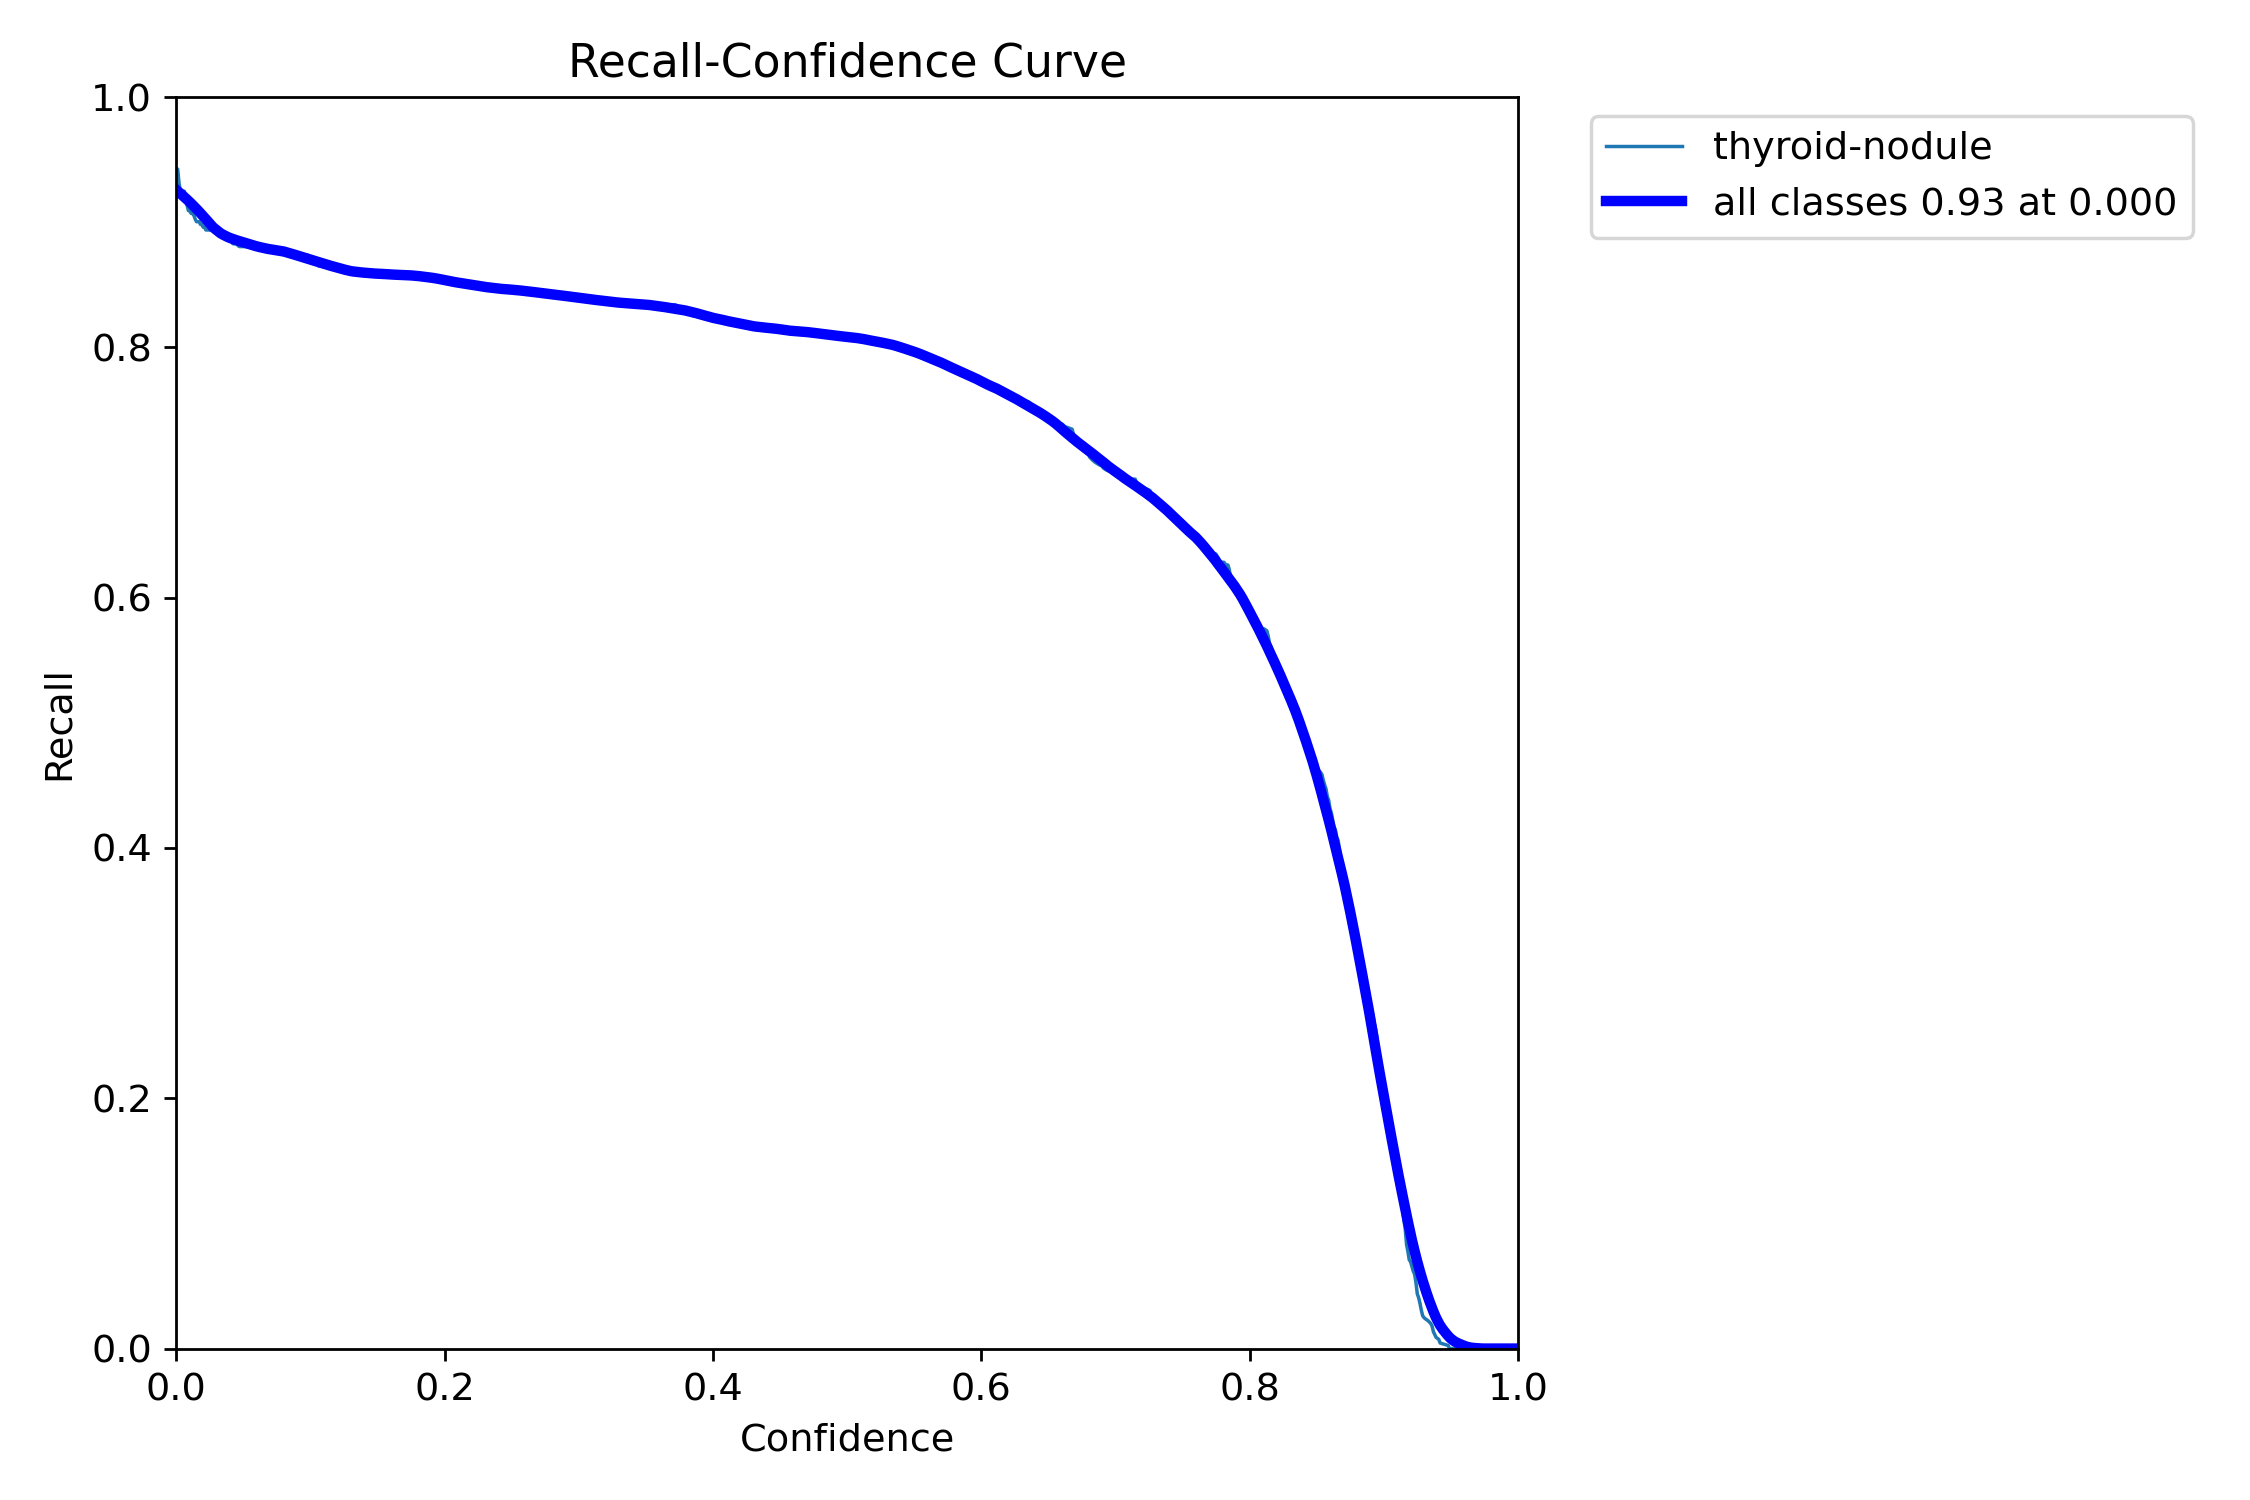 Recall-Confidence Curve
1.0
0.8
0.6
0.4
0.2
0.0
Recall
0.0 0.2 0.4 0.6 0.8 1.0
Confidence
thyroid-nodule
all classes 0.93 at 0.000